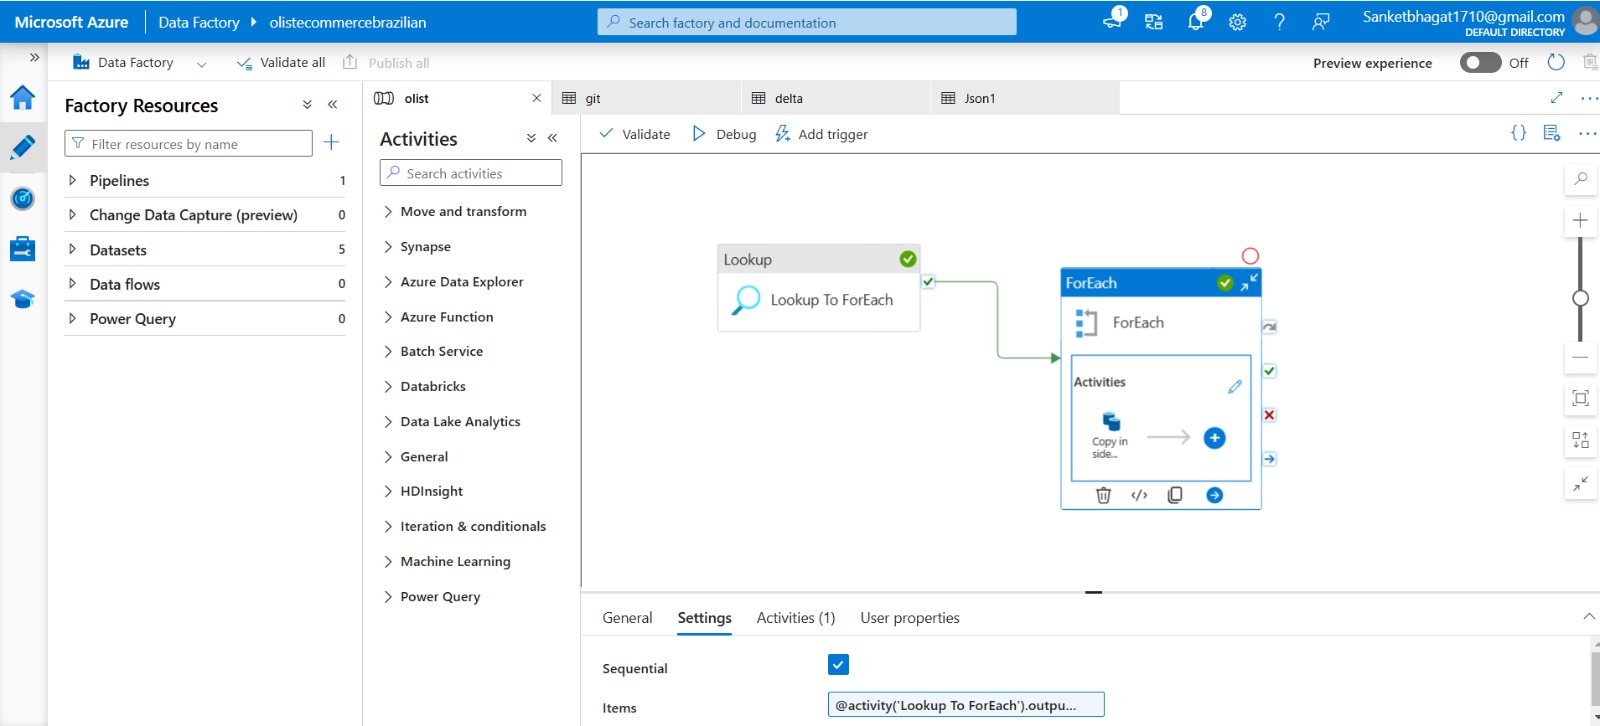 Microsoft Azure
Data Factory
olistecommercebrazilian
Search factory and documentation
1
8
Sanketbhagat1710@gmail.com
DEFAULT DIRECTORY
Data Factory
Validate all
Publish all
Preview experience
Off
Factory Resources
Filter resources by name
Pipelines 1
Change Data Capture (preview) 0
Datasets 5
Data flows 0
Power Query 0
olist
git
delta
Json1
Activities
Search activities
Move and transform
Synapse
Azure Data Explorer
Azure Function
Batch Service
Databricks
Data Lake Analytics
General
HDInsight
Iteration & conditionals
Machine Learning
Power Query
Validate
Debug
Add trigger
Lookup
Lookup To ForEach
ForEach
ForEach
Activities
Copy in
side...
General
Settings
Activities (1)
User properties
Sequential
Items
@activity('Lookup To ForEach').outpu...